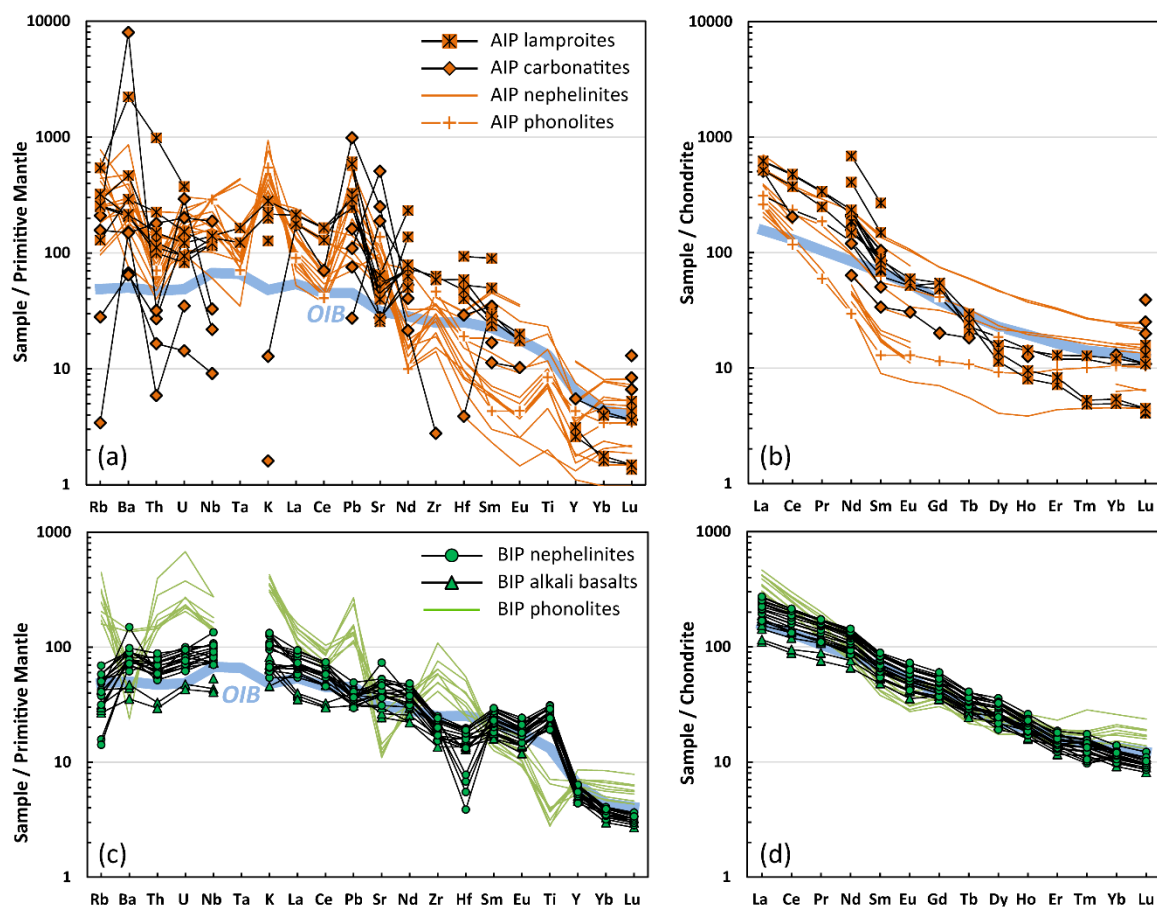 10000
1000
100
10
1
Sample / Primitive Mantle
AIP lamproites
AIP carbonatites
AIP nephelinites
AIP phonolites
OIB
(a)
Rb Ba Th U Nb Ta K La Ce Pb Sr Nd Zr Hf Sm Eu Ti Y Yb Lu
10000
1000
100
10
1
Sample / Chondrite
(b)
La Ce Pr Nd Sm Eu Gd Tb Dy Ho Er Tm Yb Lu
1000
100
10
1
Sample / Primitive Mantle
BIP nephelinites
BIP alkali basalts
BIP phonolites
OIB
(c)
Rb Ba Th U Nb Ta K La Ce Pb Sr Nd Zr Hf Sm Eu Ti Y Yb Lu
1000
100
10
1
Sample / Chondrite
(d)
La Ce Pr Nd Sm Eu Gd Tb Dy Ho Er Tm Yb Lu